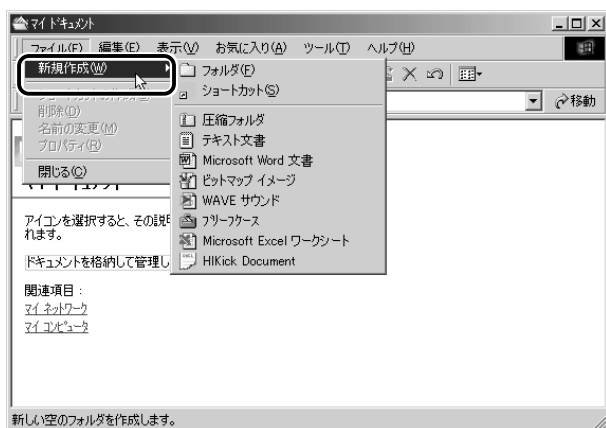 マイ ドキュメント
ファイル(F) 編集(E) 表示(V) お気に入り(A) ツール(T) ヘルプ(H)
新規作成(W)
削除(D)
名前の変更(M)
プロパティ(R)
閉じる(C)
フォルダ(F)
ショートカット(S)
圧縮フォルダ
テキスト文書
Microsoft Word 文書
ビットマップ イメージ
WAVE サウンド
ブリーフケース
Microsoft Excel ワークシート
HIKick Document
移動
アイコンを選択すると、その説明
れます。
ドキュメントを格納して管理し
関連項目 :
マイ ネットワーク
マイ コンピュータ
新しい空のフォルダを作成します。